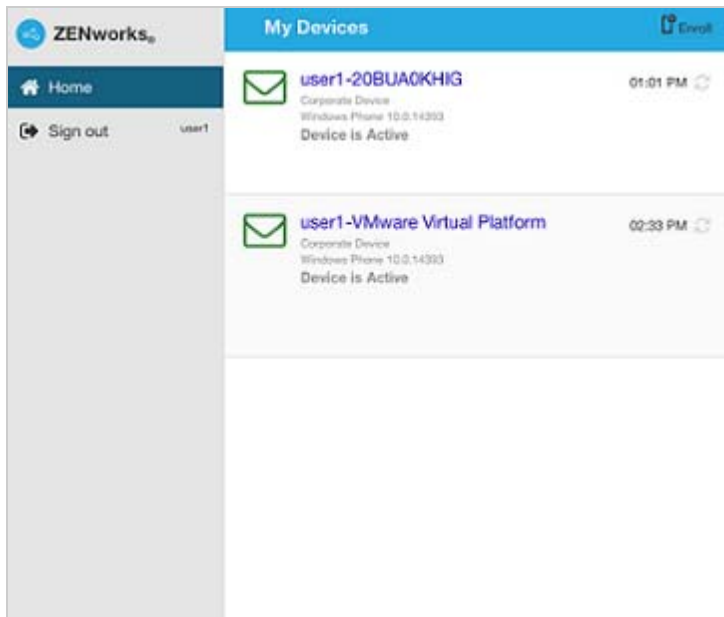 ZENworks®
Home
Sign out
user1
My Devices
Enroll
user1-20BUA0KHIG
01:01 PM
Corporate Device
Windows Phone 10.0.14393
Device is Active
user1-VMware Virtual Platform
02:33 PM
Corporate Device
Windows Phone 10.0.14393
Device is Active